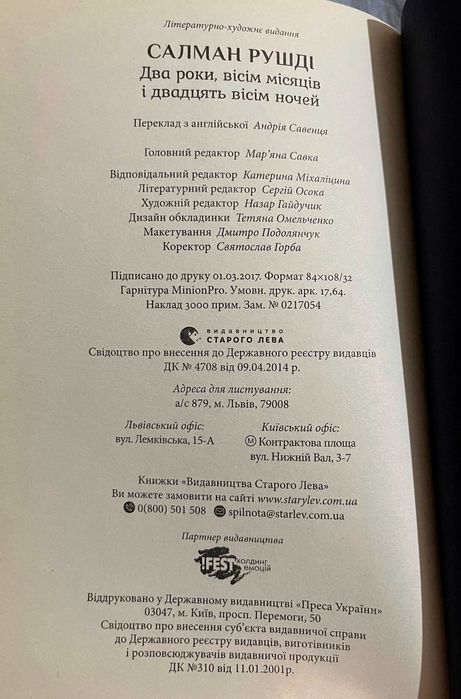 Літературно-художнє видання
САЛМАН РУШДІ
Два роки, вісім місяців
і двадцять вісім ночей
Переклад з англійської Андрія Савенця
Головний редактор Мар’яна Савка
Відповідальний редактор Катерина Міхаліцина
Літературний редактор Сергій Осока
Художній редактор Назар Гайдучик
Дизайн обкладинки Тетяна Омельченко
Макетування Дмитро Подолянчук
Коректор Святослав Горба
Підписано до друку 01.03.2017. Формат 84×108/32
Гарнітура MinionPro. Умовн. друк. арк. 17,64.
Наклад 3000 прим. Зам. № 0217054
ВИДАВНИЦТВО
СТАРОГО ЛЕВА
Свідоцтво про внесення до Державного реєстру видавців
ДК № 4708 від 09.04.2014 р.
Адреса для листування:
а/с 879, м. Львів, 79008
Львівський офіс:
вул. Лемківська, 15-А
Київський офіс:
М Контрактова площа
вул. Нижній Вал, 3-7
Книжки «Видавництва Старого Лева»
Ви можете замовити на сайті www.starylev.com.ua
0(800) 501 508 spilnota@starlev.com.ua
Партнер видавництва
!FEST холдинг
емоцій
Віддруковано у Державному видавництві «Преса України»
03047, м. Київ, просп. Перемоги, 50
Свідоцтво про внесення суб’єкта видавничої справи
до Державного реєстру видавців, виготівників
і розповсюджувачів видавничої продукції
ДК №310 від 11.01.2001р.